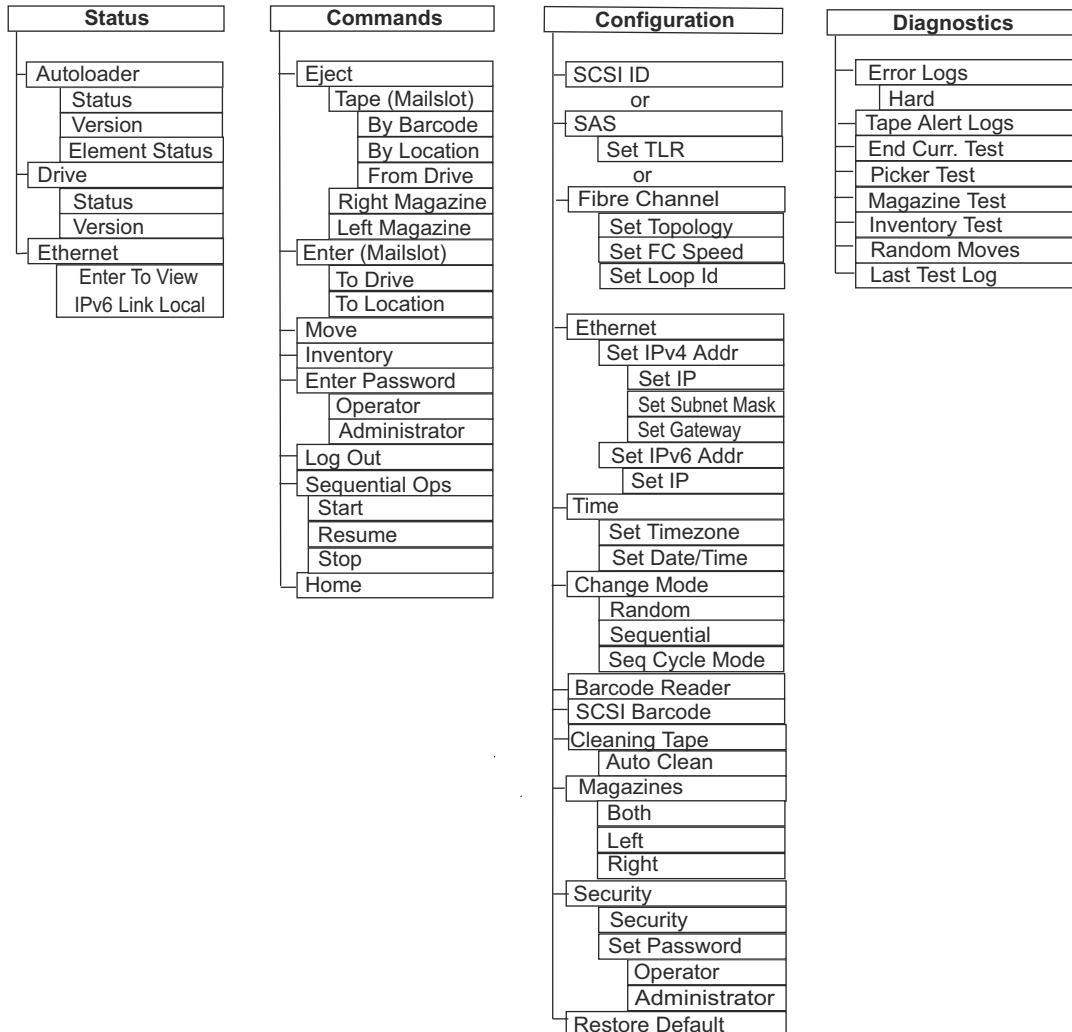 Status
Autoloader
Status
Version
Element Status
Drive
Status
Version
Ethernet
Enter To View
IPv6 Link Local
Commands
Eject
Tape (Mailslot)
By Barcode
By Location
From Drive
Right Magazine
Left Magazine
Enter (Mailslot)
To Drive
To Location
Move
Inventory
Enter Password
Operator
Administrator
Log Out
Sequential Ops
Start
Resume
Stop
Home
Configuration
SCSI ID
or
SAS
Set TLR
or
Fibre Channel
Set Topology
Set FC Speed
Set Loop Id
Ethernet
Set IPv4 Addr
Set IP
Set Subnet Mask
Set Gateway
Set IPv6 Addr
Set IP
Time
Set Timezone
Set Date/Time
Change Mode
Random
Sequential
Seq Cycle Mode
Barcode Reader
SCSI Barcode
Cleaning Tape
Auto Clean
Magazines
Both
Left
Right
Security
Security
Set Password
Operator
Administrator
Restore Default
Diagnostics
Error Logs
Hard
Tape Alert Logs
End Curr. Test
Picker Test
Magazine Test
Inventory Test
Random Moves
Last Test Log